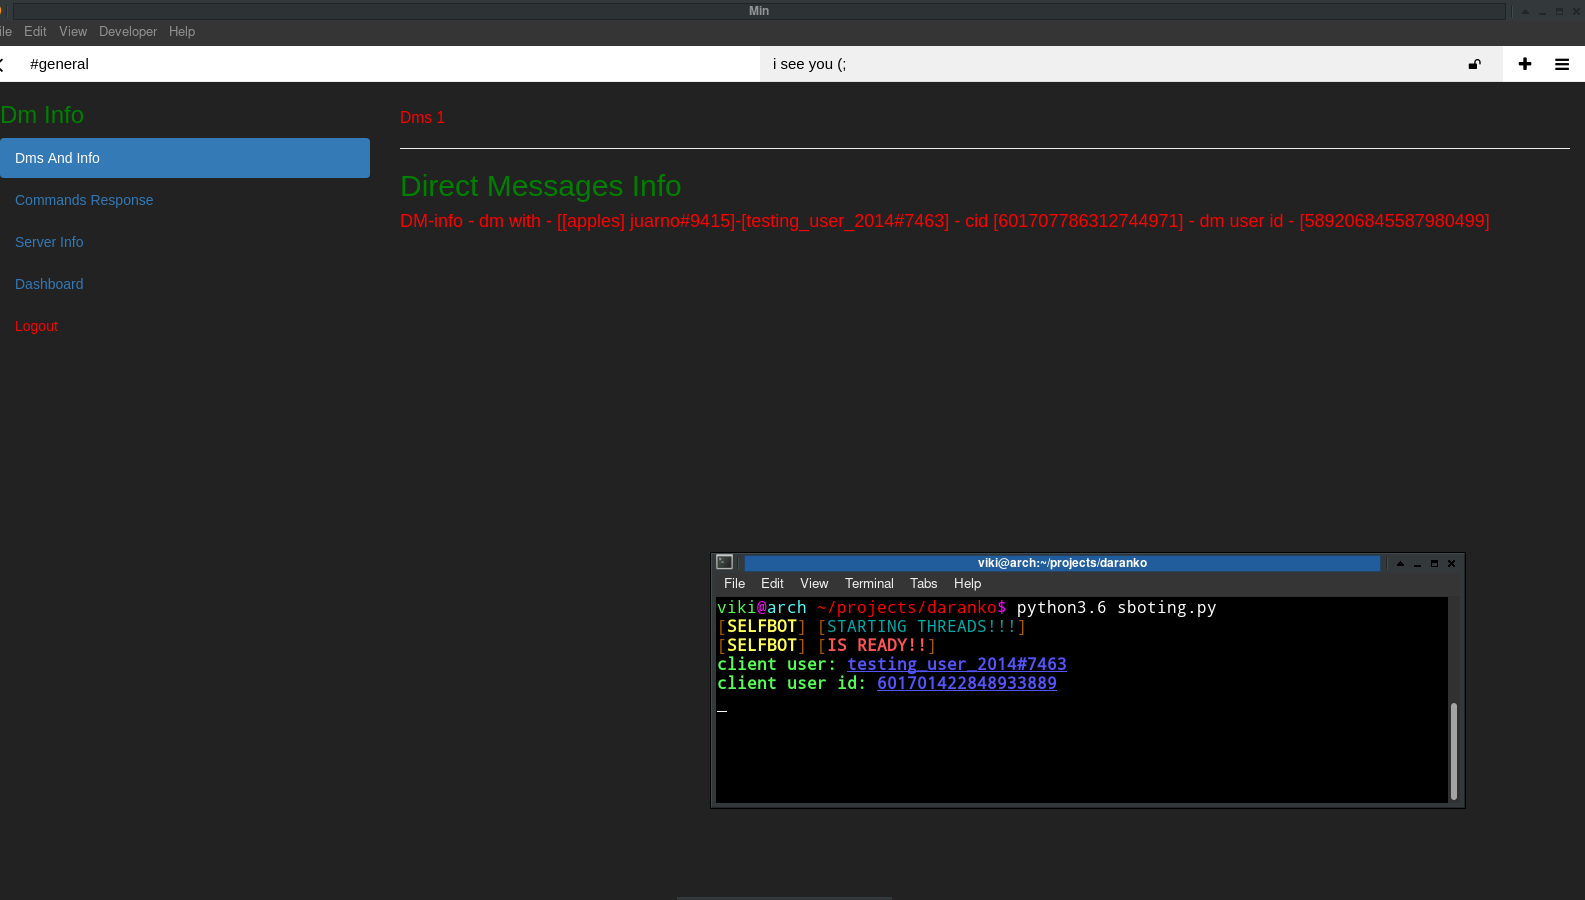 Min
ile Edit View Developer Help
#general
i see you (;
Dm Info
Dms And Info
Commands Response
Server Info
Dashboard
Logout
Dms 1
Direct Messages Info
DM-info - dm with - [[apples] juarno#9415]-[testing_user_2014#7463] - cid [601707786312744971] - dm user id - [589206845587980499]
viki@arch:~/projects/daranko
File Edit View Terminal Tabs Help
viki@arch ~/projects/daranko$ python3.6 sboting.py
[SELFBOT] [STARTING THREADS!!!]
[SELFBOT] [IS READY!!]
client user: testing_user_2014#7463
client user id: 601701422848933889